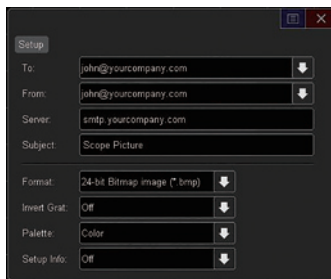 Setup
To: john@yourcompany.com
From: john@yourcompany.com
Server: smtp.yourcompany.com
Subject: Scope Picture
Format: 24-bit Bitmap image (*.bmp)
Invert Grat: Off
Palette: Color
Setup Info: Off